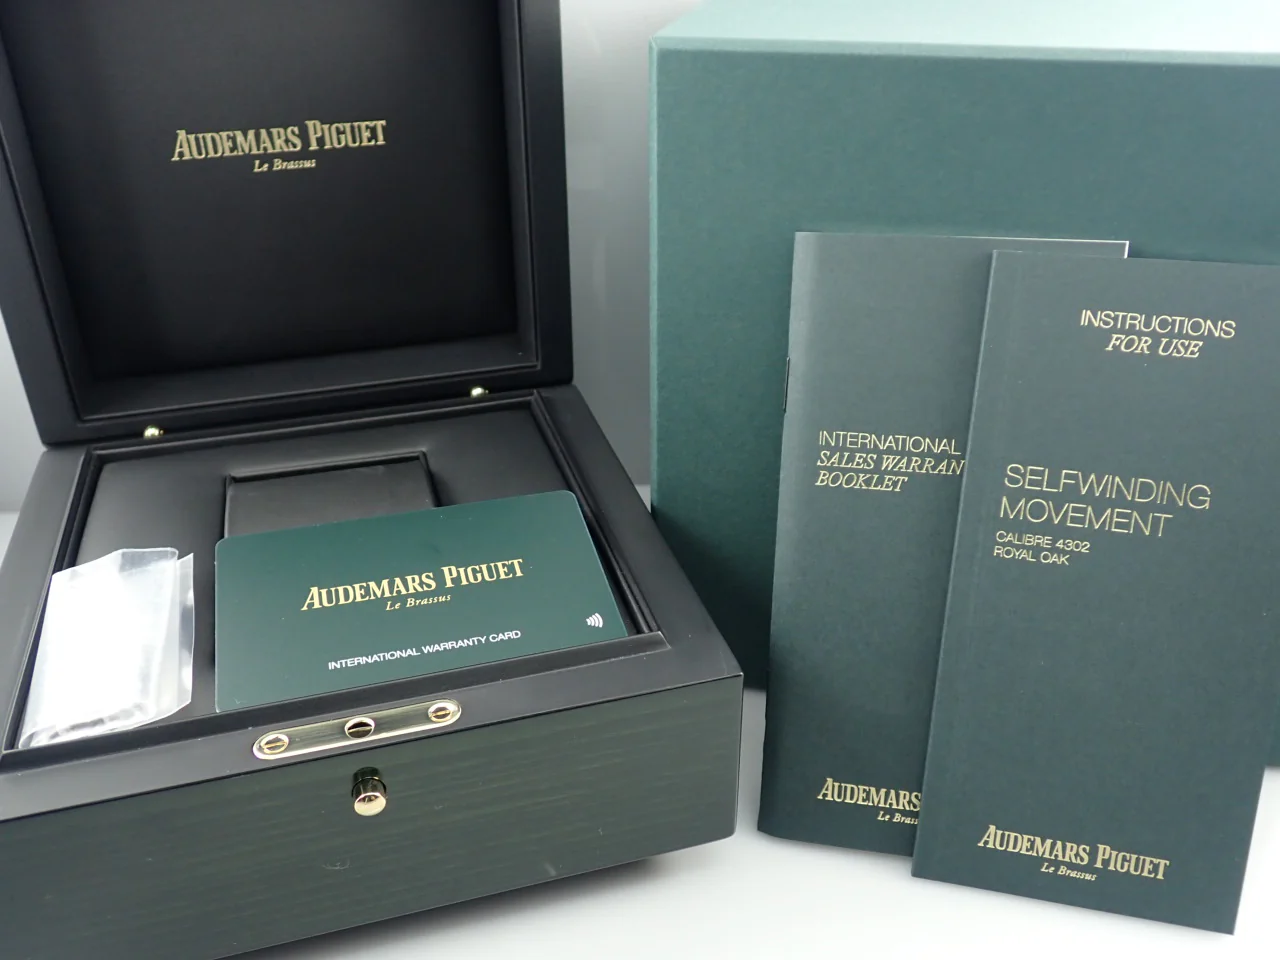 AUDEMARS PIGUET
Le Brassus
AUDEMARS PIGUET
Le Brassus
INTERNATIONAL WARRANTY CARD
INTERNATIONAL
SALES WARRAN
BOOKLET
AUDEMARS
Le Brass
INSTRUCTIONS
FOR USE
SELFWINDING
MOVEMENT
CALIBRE 4302
ROYAL OAK
AUDEMARS PIGUET
Le Brassus